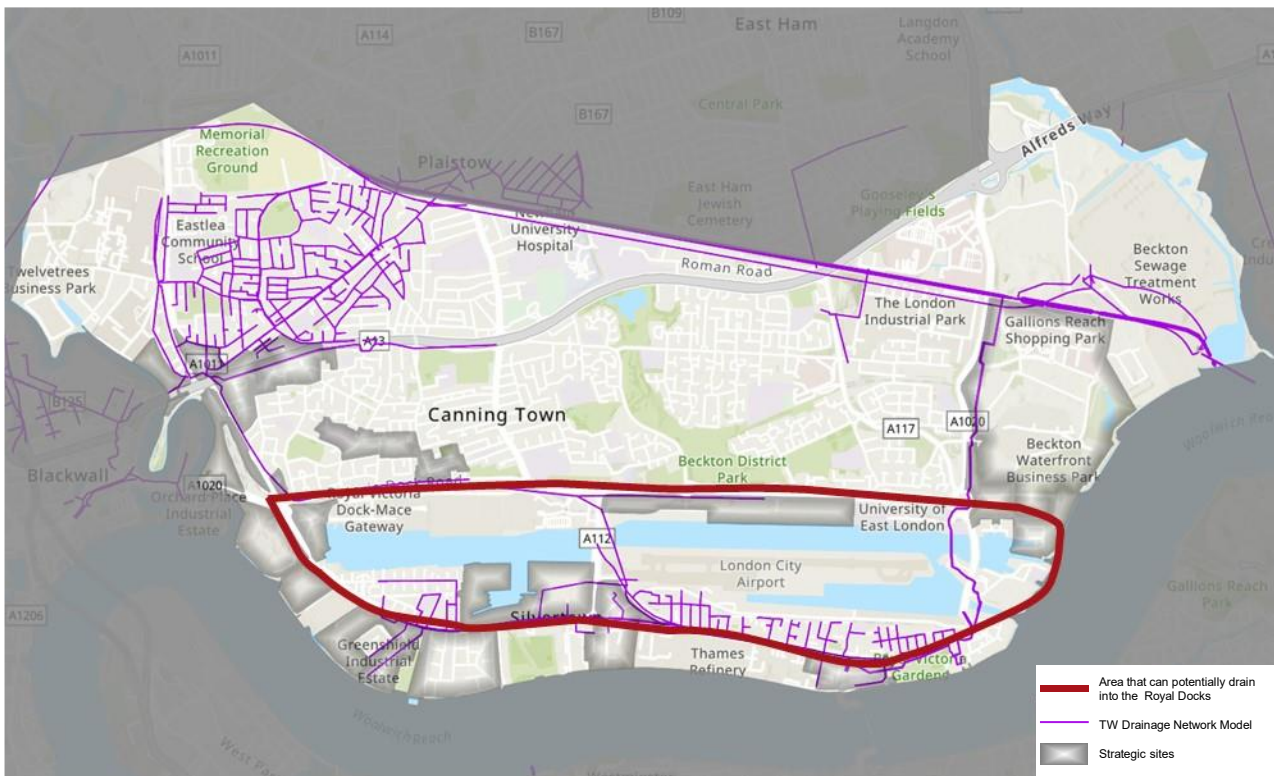 B109
East Ham
Langdon
Academy
School
A114
B167
A1011
Central Park
Alfreds Way
B167
Memorial
Recreation
Ground
Plaistow
East Ham
Jewish
Cemetery
Gooseley's
Playing Fields
Eastlea
Community
School
University
Hospital
Roman Road
Beckton
Sewage
Treatment
Works
Twelvetrees
Business Park
The London
Industrial Park
Gallions Reach
Shopping Park
A13
A1011
B125
Canning Town
A117
A1020
Beckton
Waterfront
Business Park
Woolwich
Blackwall
Beckton District
Park
A1020
Orchard Place
Industrial
Estate
Royal Victoria
Dock-Mace
Gateway
University of
East London
A112
London City
Airport
Gallions Reach
Park
A1206
Silvertown
Greenshield
Industrial
Estate
Thames
Refinery
Victoria
Woolwich Reach
Area that can potentially drain
into the Royal Docks
TW Drainage Network Model
Strategic sites